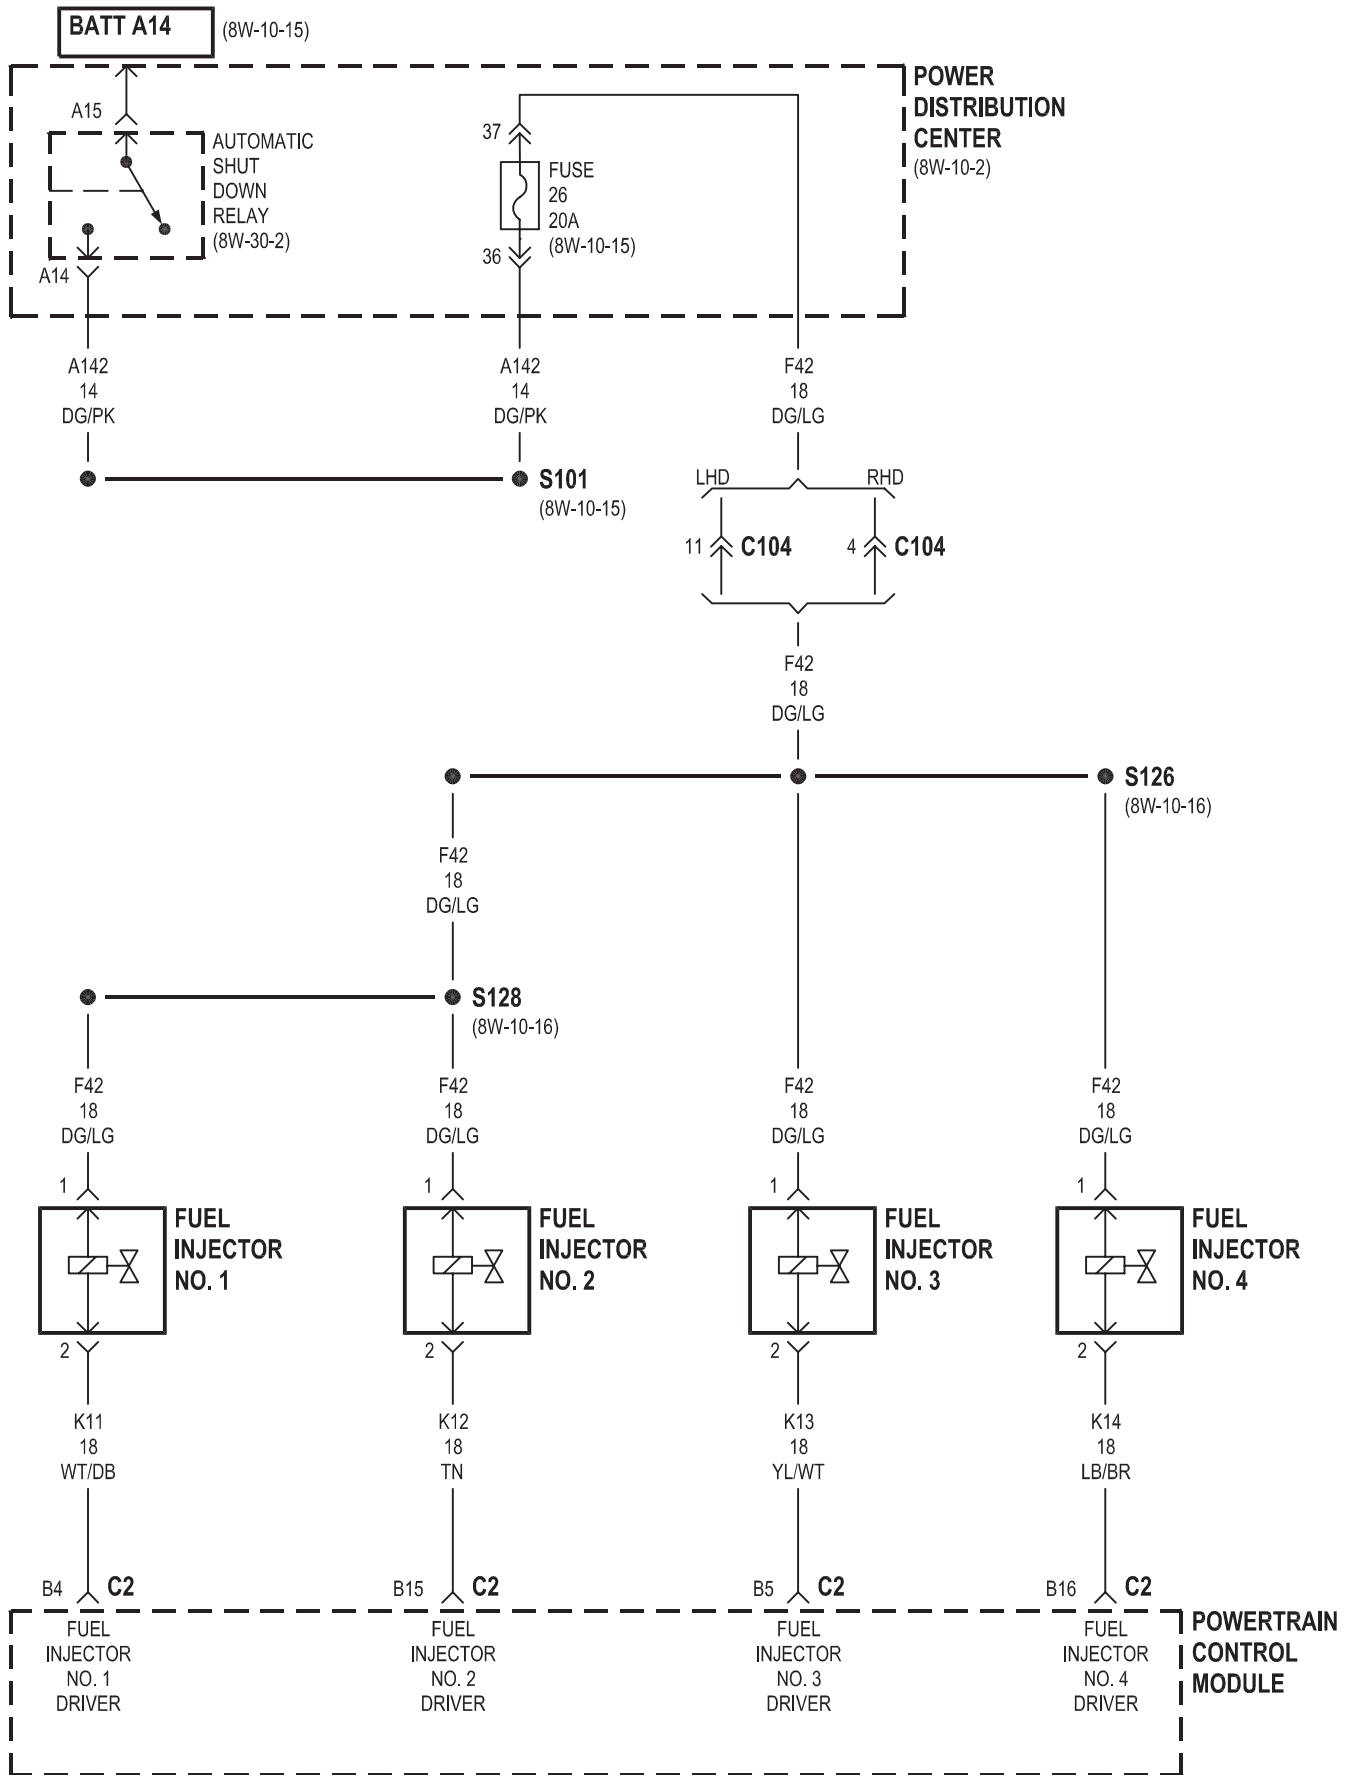 BATT A14 (8W-10-15)
POWER
DISTRIBUTION
CENTER
(8W-10-2)
A15
AUTOMATIC
SHUT
DOWN
RELAY
(8W-30-2)
A14
37
FUSE
26
20A
(8W-10-15)
36
A142
14
DG/PK
A142
14
DG/PK
F42
18
DG/LG
S101
(8W-10-15)
LHD RHD
11 C104 4 C104
F42
18
DG/LG
S126
(8W-10-16)
F42
18
DG/LG
S128
(8W-10-16)
F42
18
DG/LG
F42
18
DG/LG
F42
18
DG/LG
F42
18
DG/LG
1
FUEL
INJECTOR
NO. 1
2
1
FUEL
INJECTOR
NO. 2
2
1
FUEL
INJECTOR
NO. 3
2
1
FUEL
INJECTOR
NO. 4
2
K11
18
WT/DB
K12
18
TN
K13
18
YL/WT
K14
18
LB/BR
B4 C2 B15 C2 B5 C2 B16 C2
FUEL
INJECTOR
NO. 1
DRIVER
FUEL
INJECTOR
NO. 2
DRIVER
FUEL
INJECTOR
NO. 3
DRIVER
FUEL
INJECTOR
NO. 4
DRIVER
POWERTRAIN
CONTROL
MODULE